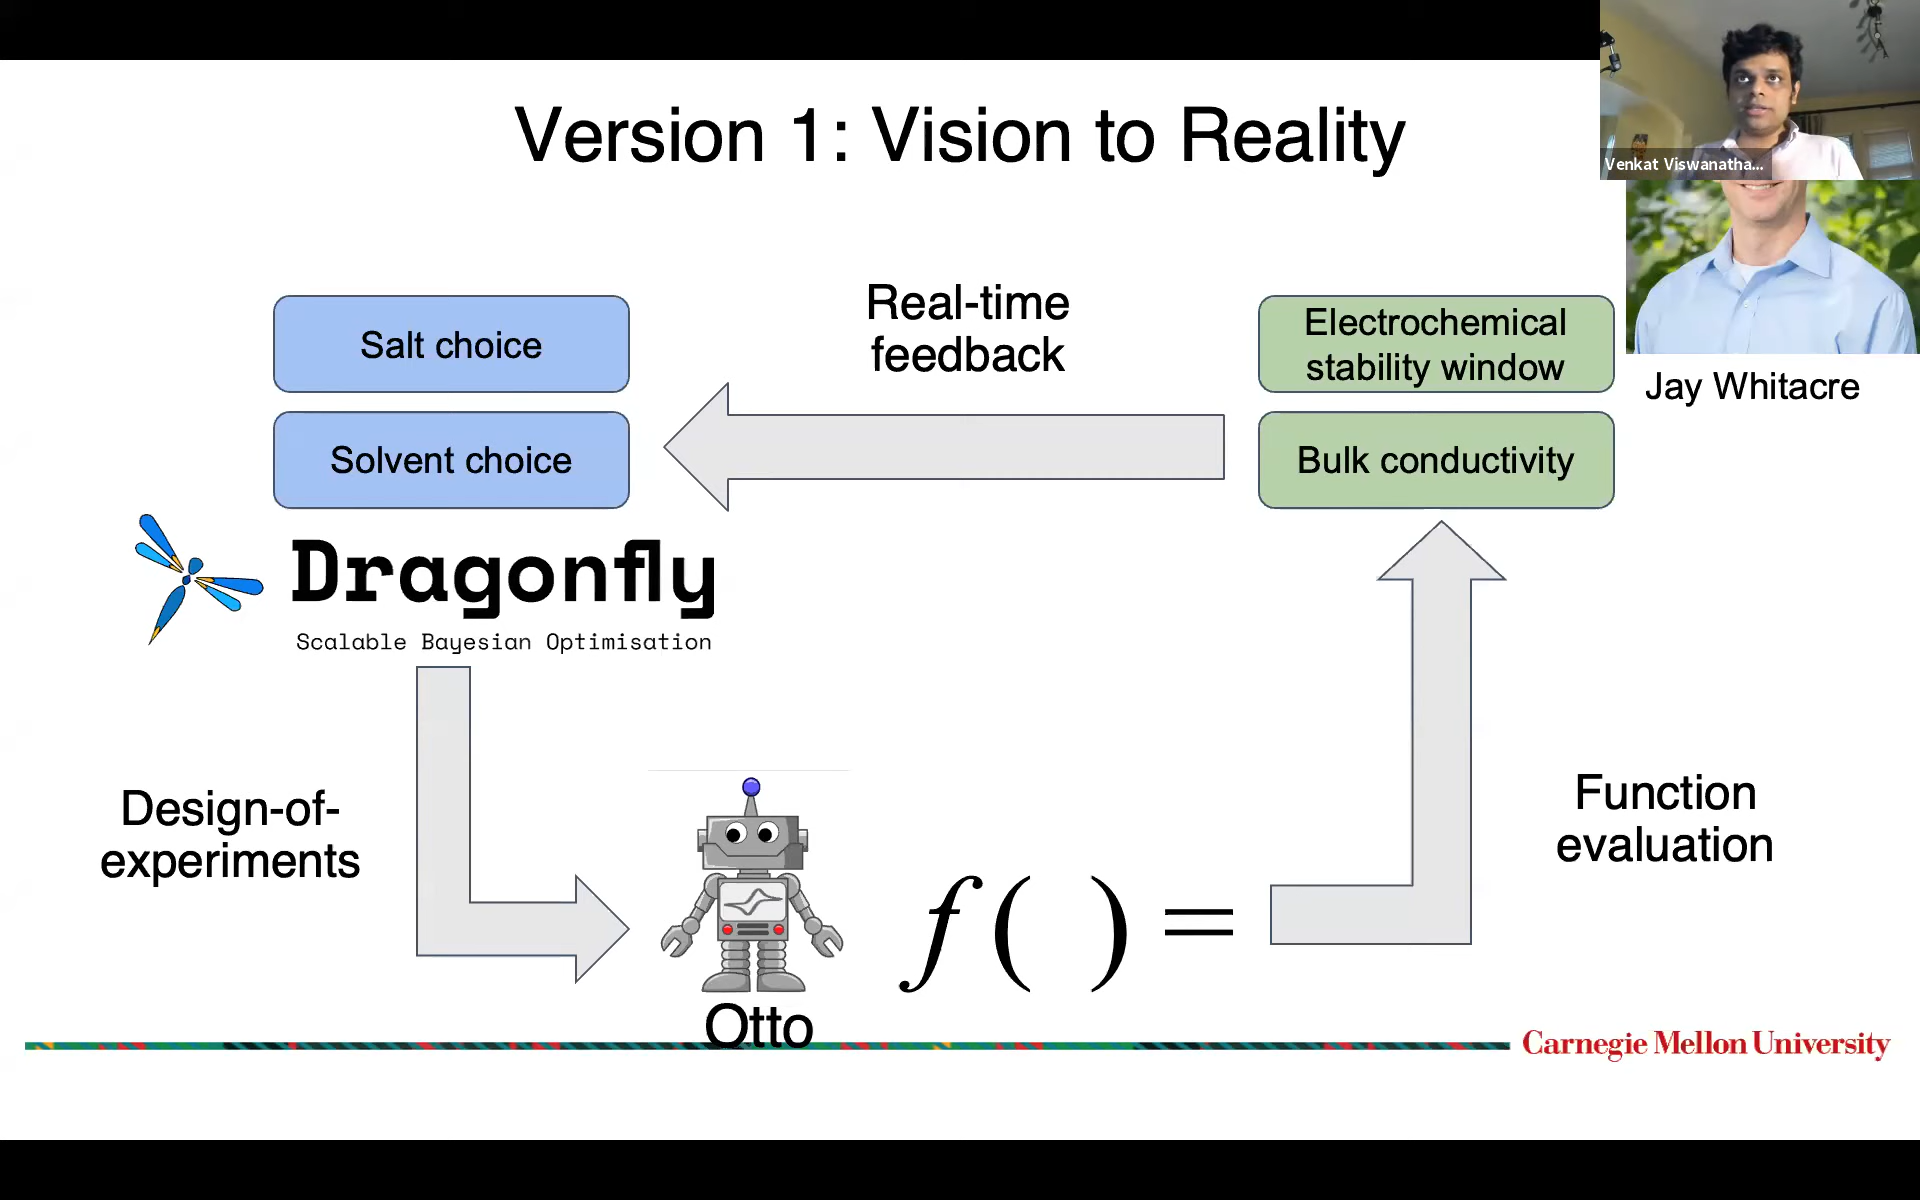 Version 1: Vision to Reality
Venkat Viswanatha...
Jay Whitacre
Salt choice
Solvent choice
Real-time
feedback
Electrochemical
stability window
Bulk conductivity
Dragonfly
Scalable Bayesian Optimisation
Design-of-
experiments
Otto
f( ) =
Function
evaluation
Carnegie Mellon University